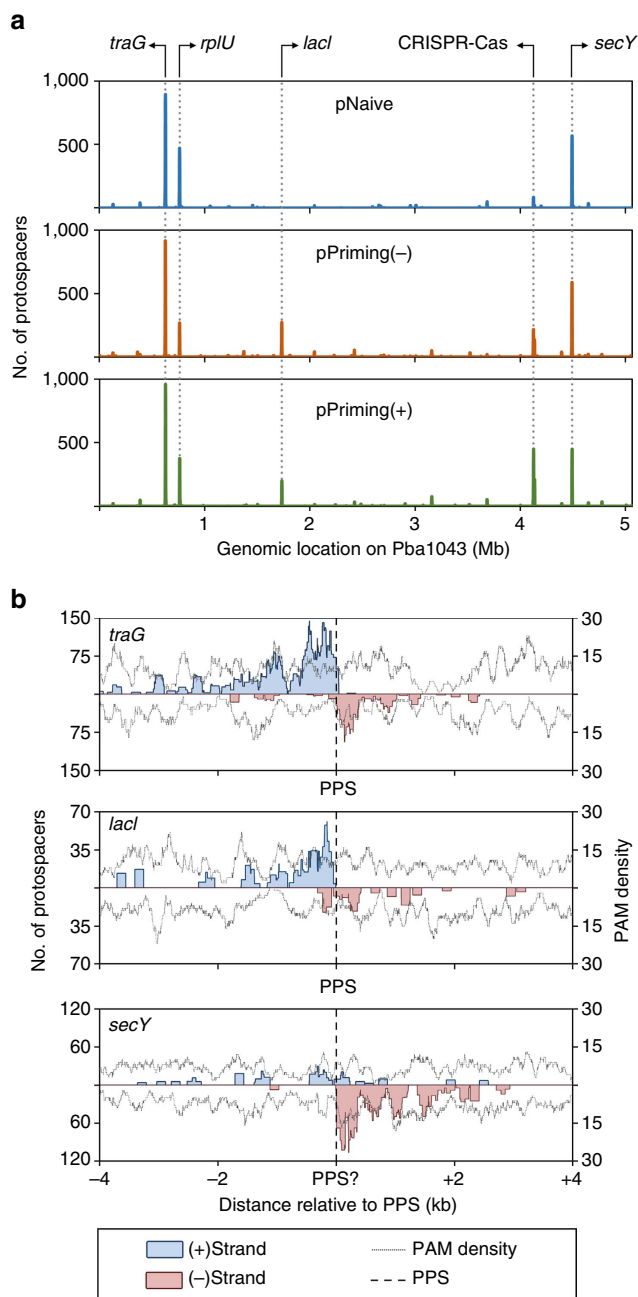 a
traG rplU lacI CRISPR-Cas secY
1,000
pNaive
500
1,000
pPriming(–)
500
No. of protospacers
1,000
pPriming(+)
500
1 2 3 4 5
Genomic location on Pba1043 (Mb)
b
150 traG 30
75 15
75 15
150 30
PPS
70 lacI 30
35 15
No. of protospacers
PAM density
35 15
70 30
PPS
120 secY 30
60 15
60 15
120 30
–4 –2 PPS? +2 +4
Distance relative to PPS (kb)
(+)Strand PAM density
(–)Strand PPS